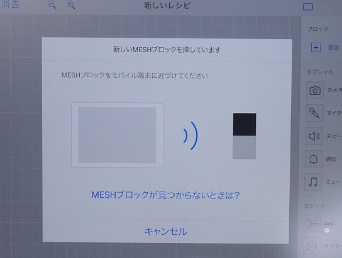 消去
新しいレシピ
新しいMESHブロックを探しています
MESHブロックをモバイル端末に近づけてください
MESHブロックが見つからないときは？
キャンセル
ブロック
追加
タブレット
カメラ
マイク
スピー
通知
ミュー
ロジック
And